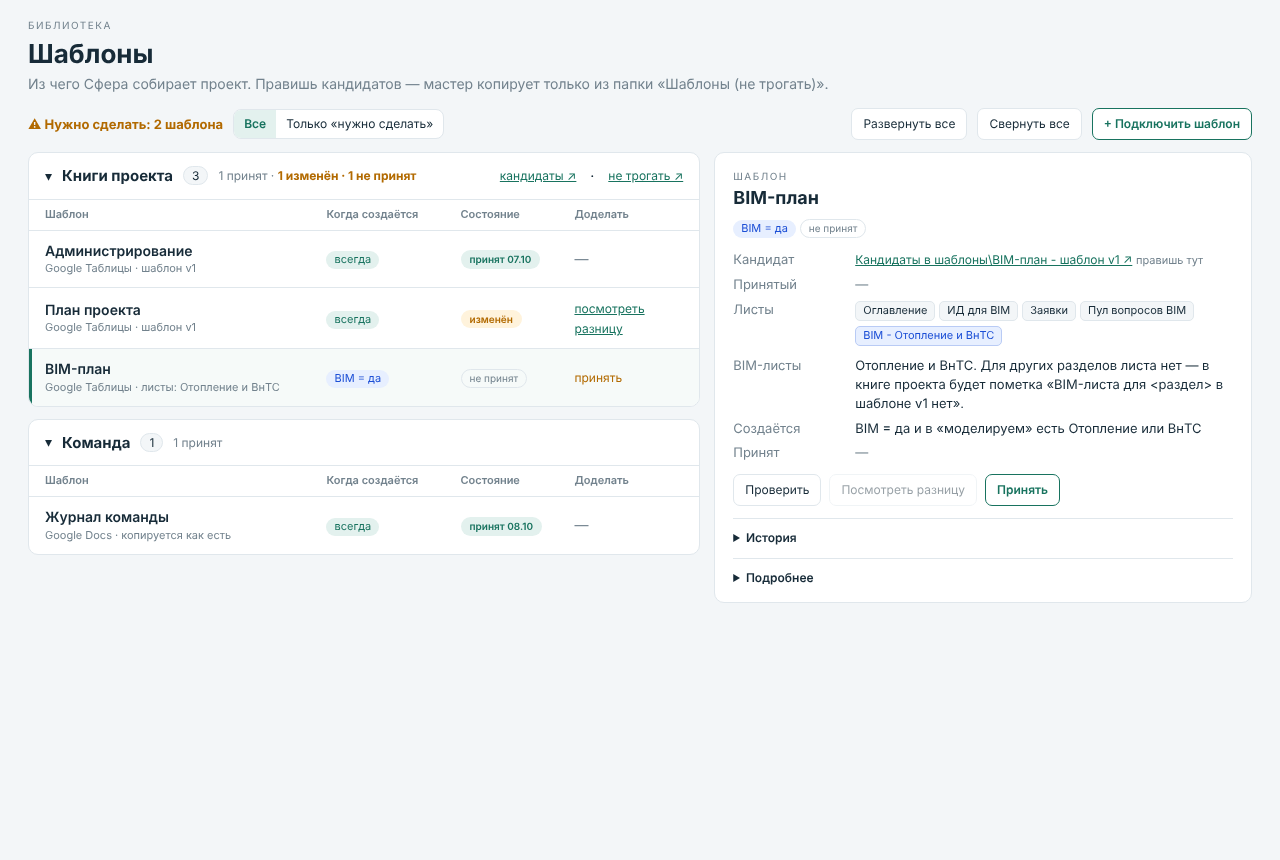 БИБЛИОТЕКА
Шаблоны
Из чего Сфера собирает проект. Правишь кандидатов — мастер копирует только из папки «Шаблоны (не трогать)».
⚠ Нужно сделать: 2 шаблона
Все
Только «нужно сделать»
Развернуть все
Свернуть все
+ Подключить шаблон
▼ Книги проекта 3 1 принят · 1 изменён · 1 не принят
кандидаты ↗ · не трогать ↗
Шаблон Когда создаётся Состояние Доделать
Администрирование
Google Таблицы · шаблон v1
всегда
принят 07.10
—
План проекта
Google Таблицы · шаблон v1
всегда
изменён
посмотреть
разницу
BIM-план
Google Таблицы · листы: Отопление и ВнТС
BIM = да
не принят
принять
▼ Команда 1 1 принят
Шаблон Когда создаётся Состояние Доделать
Журнал команды
Google Docs · копируется как есть
всегда
принят 08.10
—
ШАБЛОН
BIM-план
BIM = да не принят
Кандидат Кандидаты в шаблоны\BIM-план - шаблон v1 ↗ правишь тут
Принятый —
Листы Оглавление ИД для BIM Заявки Пул вопросов BIM
BIM - Отопление и ВнТС
BIM-листы Отопление и ВнТС. Для других разделов листа нет — в
книге проекта будет пометка «BIM-листа для <раздел> в
шаблоне v1 нет».
Создаётся BIM = да и в «моделируем» есть Отопление или ВнТС
Принят —
Проверить Посмотреть разницу Принять
▶ История
▶ Подробнее